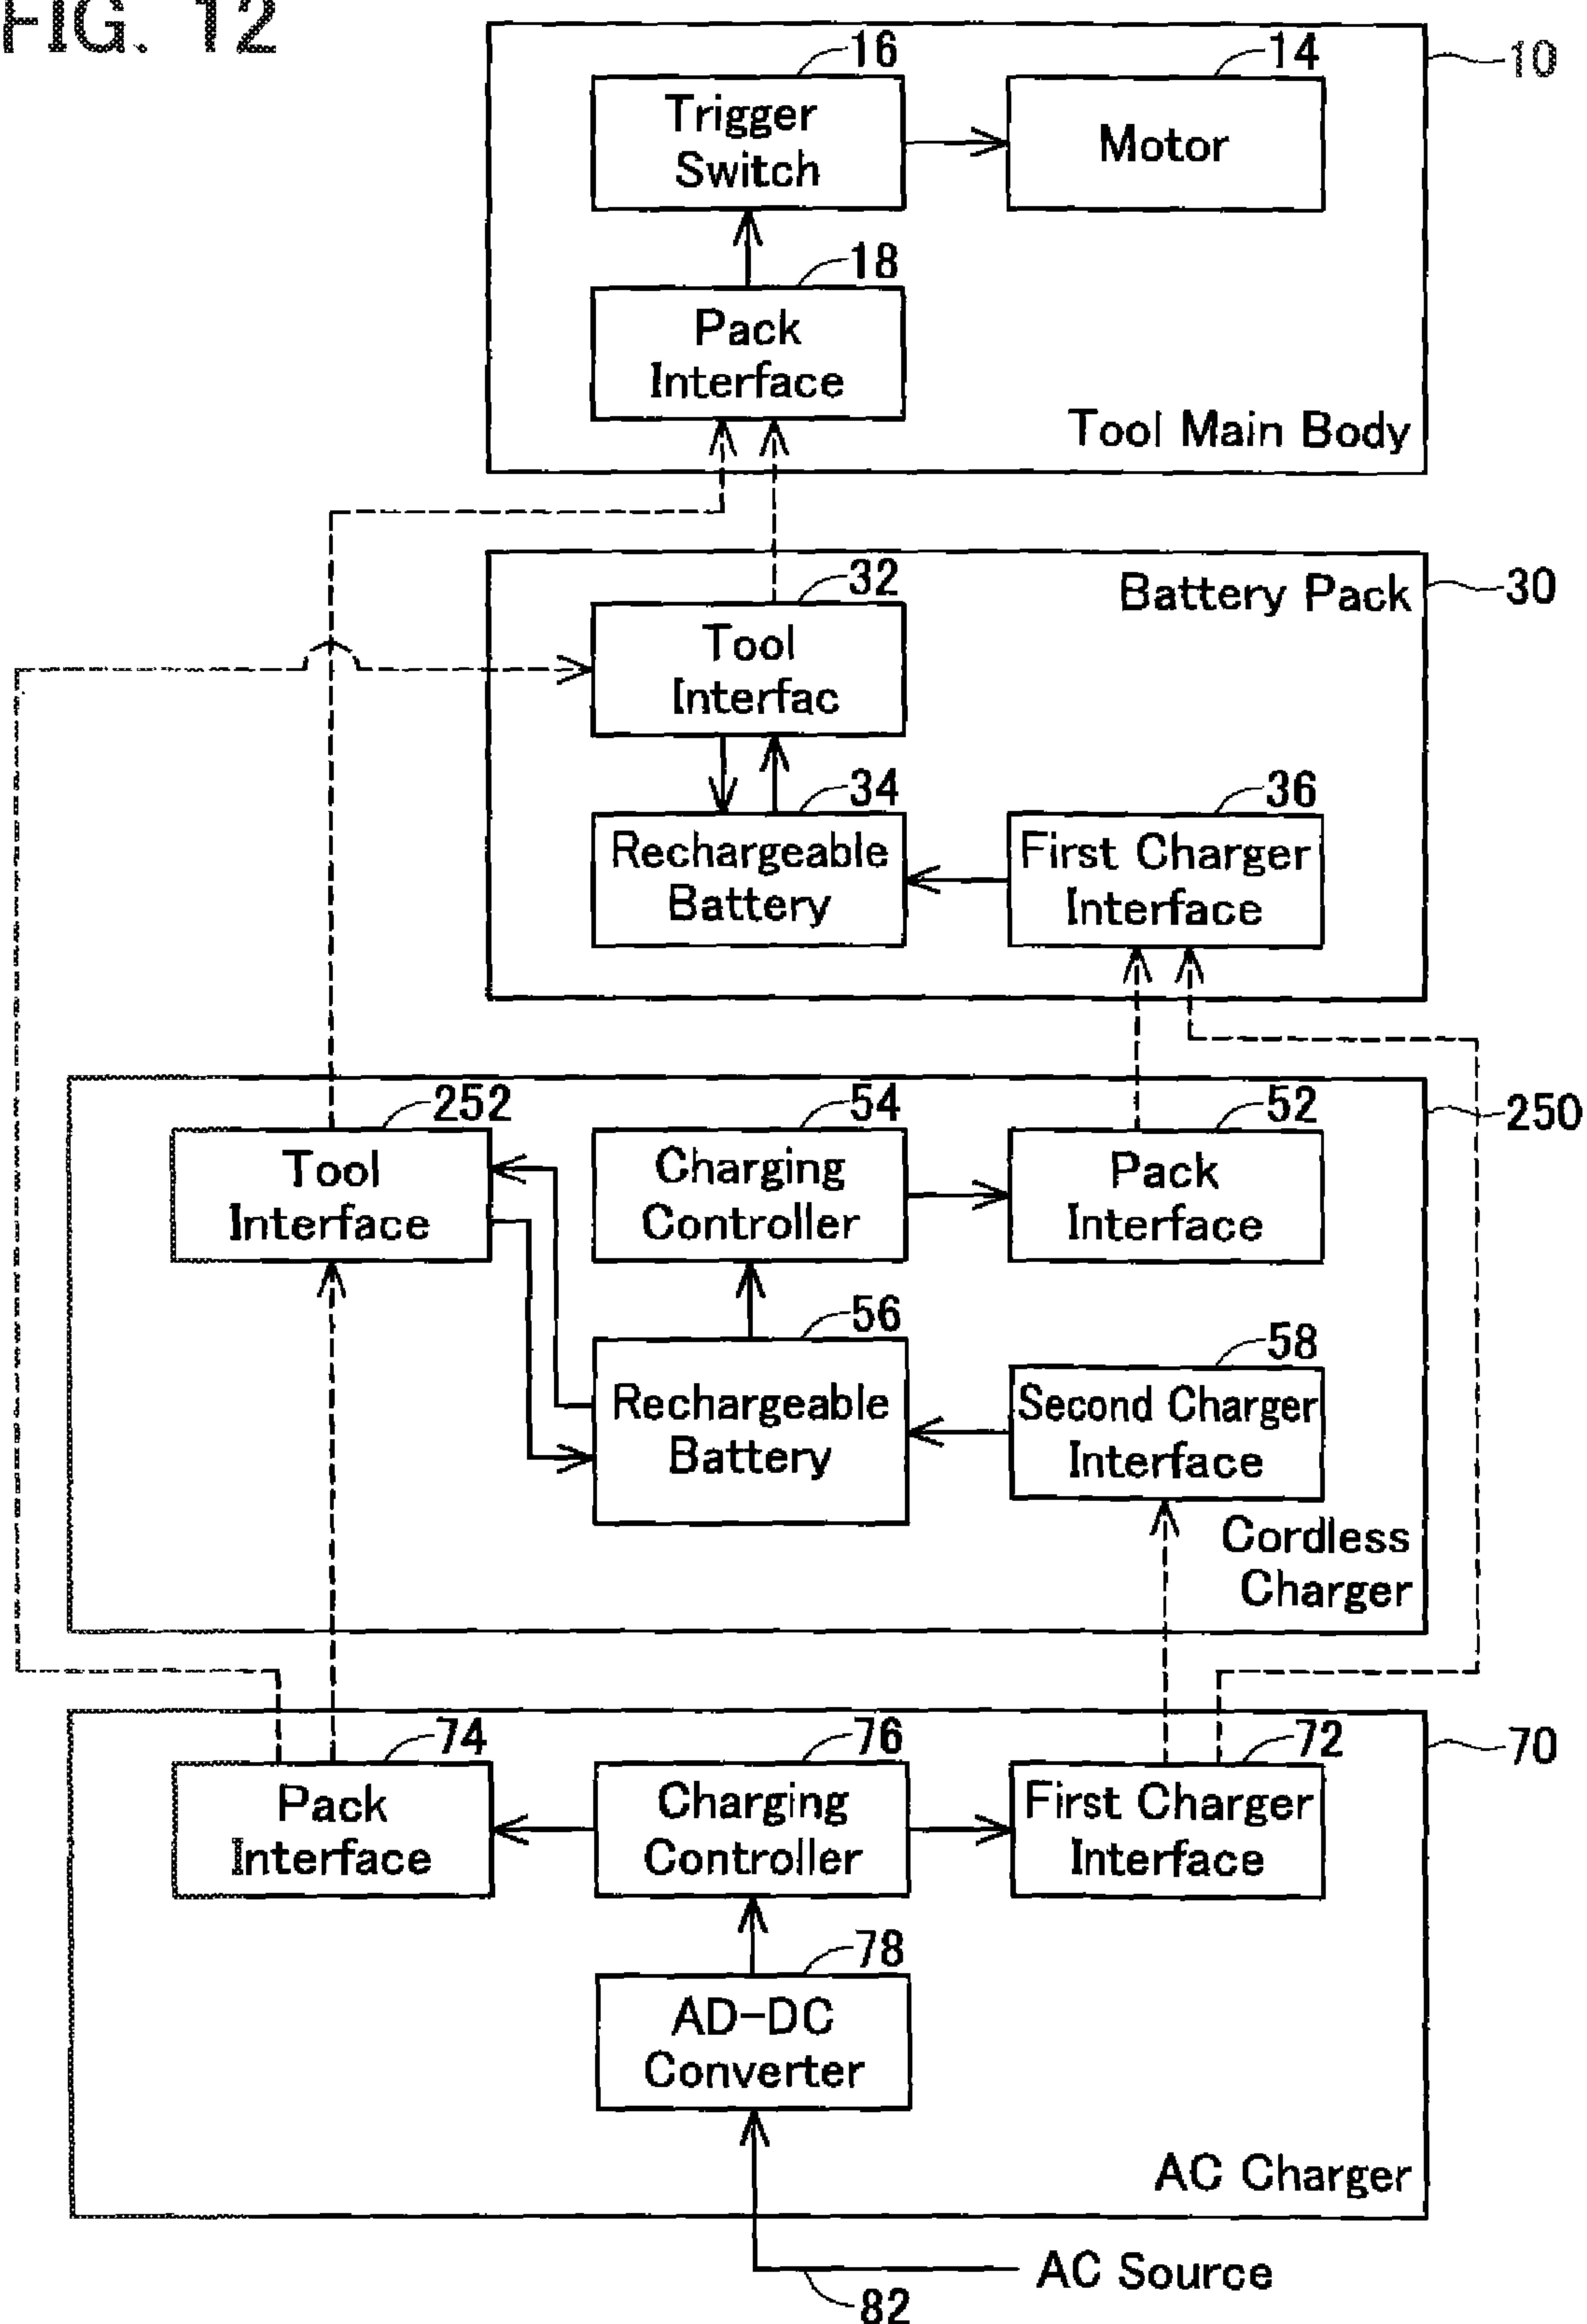 FIG. 12
10
16
14
Trigger
Switch
Motor
18
Pack
Interface
Tool Main Body
30
Battery Pack
32
Tool
Interfac
34
36
Rechargeable
Battery
First Charger
Interface
250
252
54
52
Tool
Interface
Charging
Controller
Pack
Interface
56
58
Rechargeable
Battery
Second Charger
Interface
Cordless
Charger
70
74
76
72
Pack
Interface
Charging
Controller
First Charger
Interface
78
AD-DC
Converter
AC Charger
AC Source
82